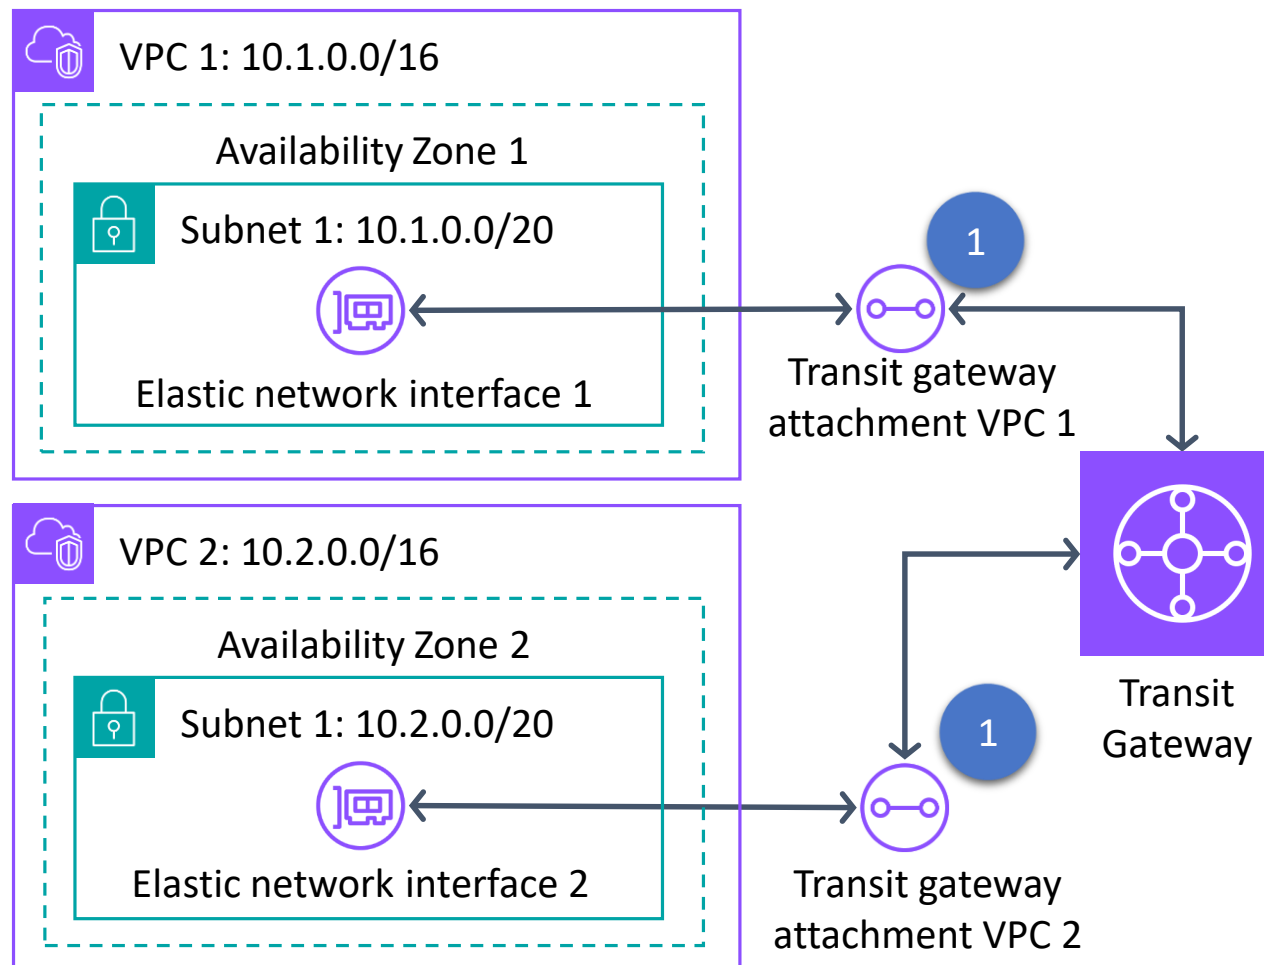 VPC 1: 10.1.0.0/16
Availability Zone 1
Subnet 1: 10.1.0.0/20
Elastic network interface 1
1
Transit gateway
attachment VPC 1
VPC 2: 10.2.0.0/16
Availability Zone 2
Subnet 1: 10.2.0.0/20
Elastic network interface 2
1
Transit gateway
attachment VPC 2
Transit
Gateway